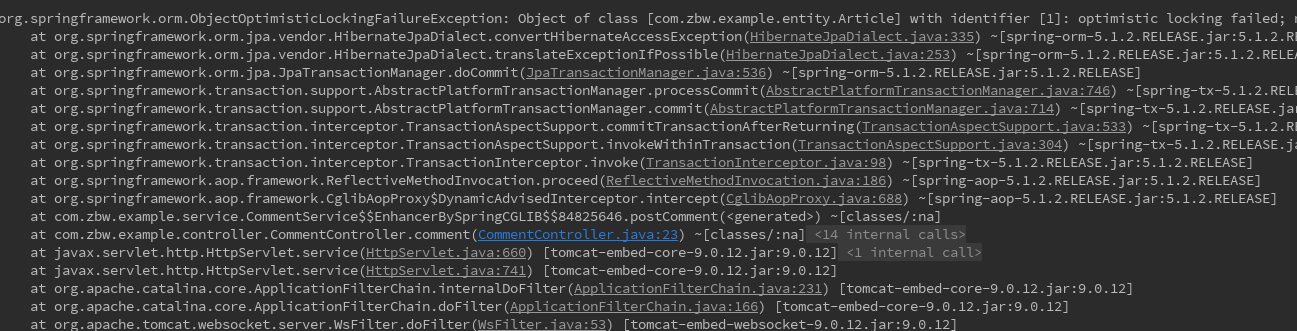 org.springframework.orm.ObjectOptimisticLockingFailureException: Object of class [com.zbw.example.entity.Article] with identifier [1]: optimistic locking failed;
at org.springframework.orm.jpa.vendor.HibernateJpaDialect.convertHibernateAccessException(HibernateJpaDialect.java:335) ~[spring-orm-5.1.2.RELEASE.jar:5.1.2.RELE
at org.springframework.orm.jpa.vendor.HibernateJpaDialect.translateExceptionIfPossible(HibernateJpaDialect.java:253) ~[spring-orm-5.1.2.RELEASE.jar:5.1.2.RELEA
at org.springframework.orm.jpa.JpaTransactionManager.doCommit(JpaTransactionManager.java:536) ~[spring-orm-5.1.2.RELEASE.jar:5.1.2.RELEASE]
at org.springframework.transaction.support.AbstractPlatformTransactionManager.processCommit(AbstractPlatformTransactionManager.java:746) ~[spring-tx-5.1.2.RELE
at org.springframework.transaction.support.AbstractPlatformTransactionManager.commit(AbstractPlatformTransactionManager.java:714) ~[spring-tx-5.1.2.RELEASE.jar
at org.springframework.transaction.interceptor.TransactionAspectSupport.commitTransactionAfterReturning(TransactionAspectSupport.java:533) ~[spring-tx-5.1.2.RE
at org.springframework.transaction.interceptor.TransactionAspectSupport.invokeWithinTransaction(TransactionAspectSupport.java:304) ~[spring-tx-5.1.2.RELEASE.ja
at org.springframework.transaction.interceptor.TransactionInterceptor.invoke(TransactionInterceptor.java:98) ~[spring-tx-5.1.2.RELEASE.jar:5.1.2.RELEASE]
at org.springframework.aop.framework.ReflectiveMethodInvocation.proceed(ReflectiveMethodInvocation.java:186) ~[spring-aop-5.1.2.RELEASE.jar:5.1.2.RELEASE]
at org.springframework.aop.framework.CglibAopProxy$DynamicAdvisedInterceptor.intercept(CglibAopProxy.java:688) ~[spring-aop-5.1.2.RELEASE.jar:5.1.2.RELEASE]
at com.zbw.example.service.CommentService$$EnhancerBySpringCGLIB$$84825646.postComment(<generated>) ~[classes/:na]
at com.zbw.example.controller.CommentController.comment(CommentController.java:23) ~[classes/:na] <14 internal calls>
at javax.servlet.http.HttpServlet.service(HttpServlet.java:660) [tomcat-embed-core-9.0.12.jar:9.0.12] <1 internal call>
at javax.servlet.http.HttpServlet.service(HttpServlet.java:741) [tomcat-embed-core-9.0.12.jar:9.0.12]
at org.apache.catalina.core.ApplicationFilterChain.internalDoFilter(ApplicationFilterChain.java:231) [tomcat-embed-core-9.0.12.jar:9.0.12]
at org.apache.catalina.core.ApplicationFilterChain.doFilter(ApplicationFilterChain.java:166) [tomcat-embed-core-9.0.12.jar:9.0.12]
at org.apache.tomcat.websocket.server.WsFilter.doFilter(WsFilter.java:53) [tomcat-embed-websocket-9.0.12.jar:9.0.12]